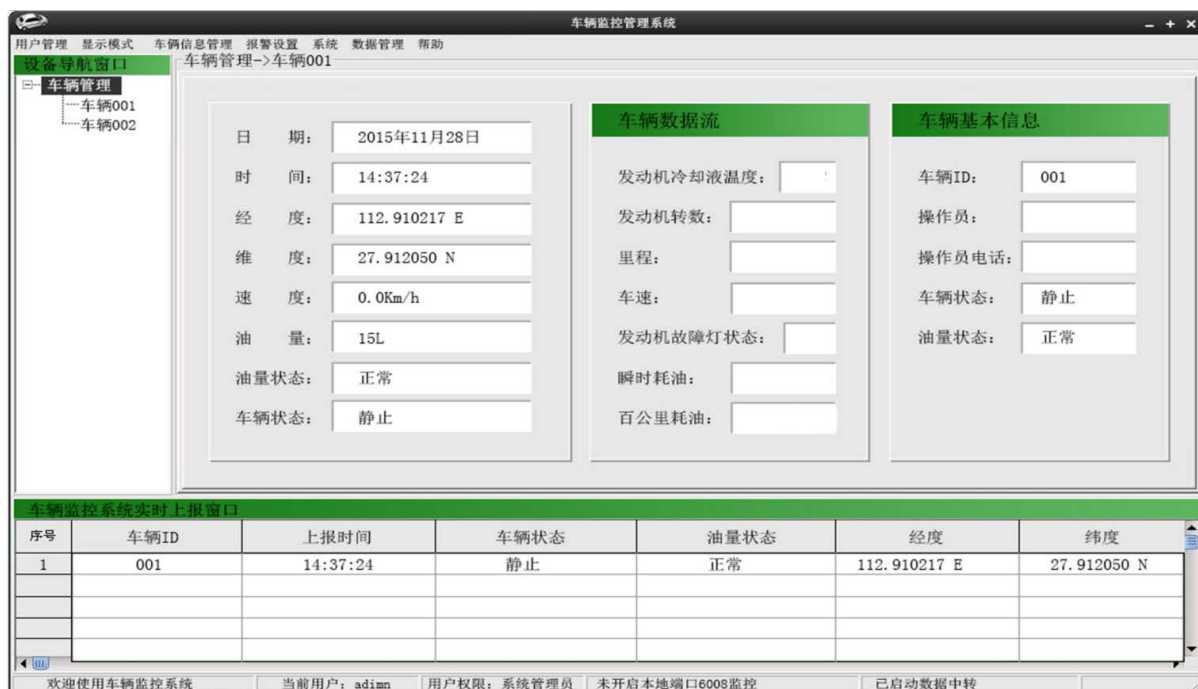 车辆监控管理系统
用户管理 显示模式 车俩信息管理 报警设置 系统 数据管理 帮助
设备导航窗口
车辆管理
车辆001
车辆002
车辆管理->车辆001
日 期: 2015年11月28日
时 间: 14:37:24
经 度: 112.910217 E
维 度: 27.912050 N
速 度: 0.0Km/h
油 量: 15L
油量状态: 正常
车辆状态: 静止
车辆数据流
发动机冷却液温度:
发动机转数:
里程:
车速:
发动机故障灯状态:
瞬时耗油:
百公里耗油:
车辆基本信息
车辆ID: 001
操作员:
操作员电话:
车辆状态: 静止
油量状态: 正常
车辆监控系统实时上报窗口
序号 车辆ID 上报时间 车辆状态 油量状态 经度 纬度
1 001 14:37:24 静止 正常 112.910217 E 27.912050 N
欢迎使用车辆监控系统 当前用户: adimn 用户权限: 系统管理员 未开启本地端口6008监控 已启动数据中转